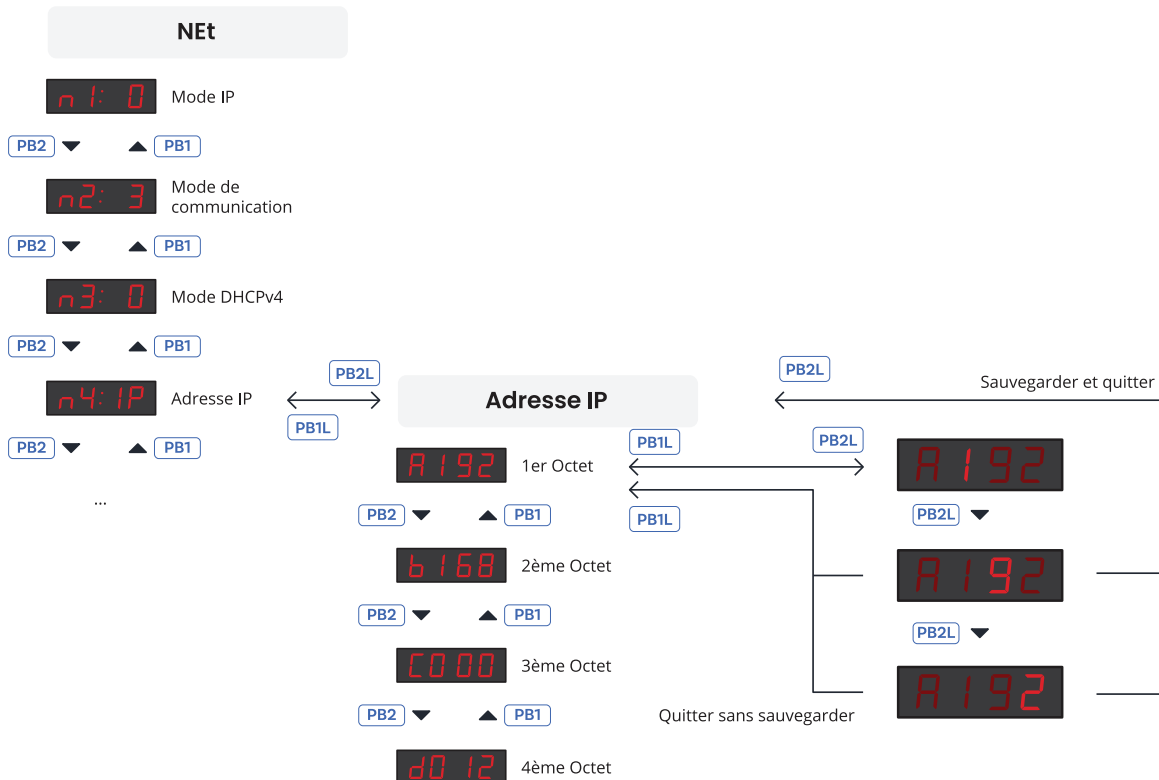 NEt
n1: 0 Mode IP
PB2 PB1
n2: 3 Mode de
communication
PB2 PB1
n3: 0 Mode DHCPv4
PB2 PB1
n4:IP Adresse IP
PB2L
PB1L
PB2 PB1
...
Adresse IP
A192 1er Octet
PB2 PB1
b168 2ème Octet
PB2 PB1
C000 3ème Octet
PB2 PB1
d012 4ème Octet
PB1L PB2L
PB1L
Quitter sans sauvegarder
PB2L
Sauvegarder et quitter
A192
PB2L
A192
PB2L
A192